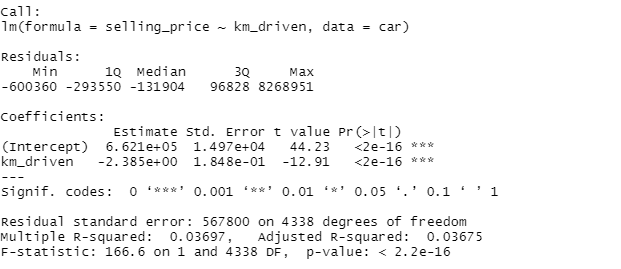 Call:
lm(formula = selling_price ~ km_driven, data = car)
Residuals:
Min 1Q Median 3Q Max
-600360 -293550 -131904 96828 8268951
Coefficients:
Estimate Std. Error t value Pr(>|t|)
(Intercept) 6.621e+05 1.497e+04 44.23 <2e-16 ***
km_driven -2.385e+00 1.848e-01 -12.91 <2e-16 ***
---
Signif. codes: 0 ‘***’ 0.001 ‘**’ 0.01 ‘*’ 0.05 ‘.’ 0.1 ‘ ’ 1
Residual standard error: 567800 on 4338 degrees of freedom
Multiple R-squared: 0.03697, Adjusted R-squared: 0.03675
F-statistic: 166.6 on 1 and 4338 DF, p-value: < 2.2e-16